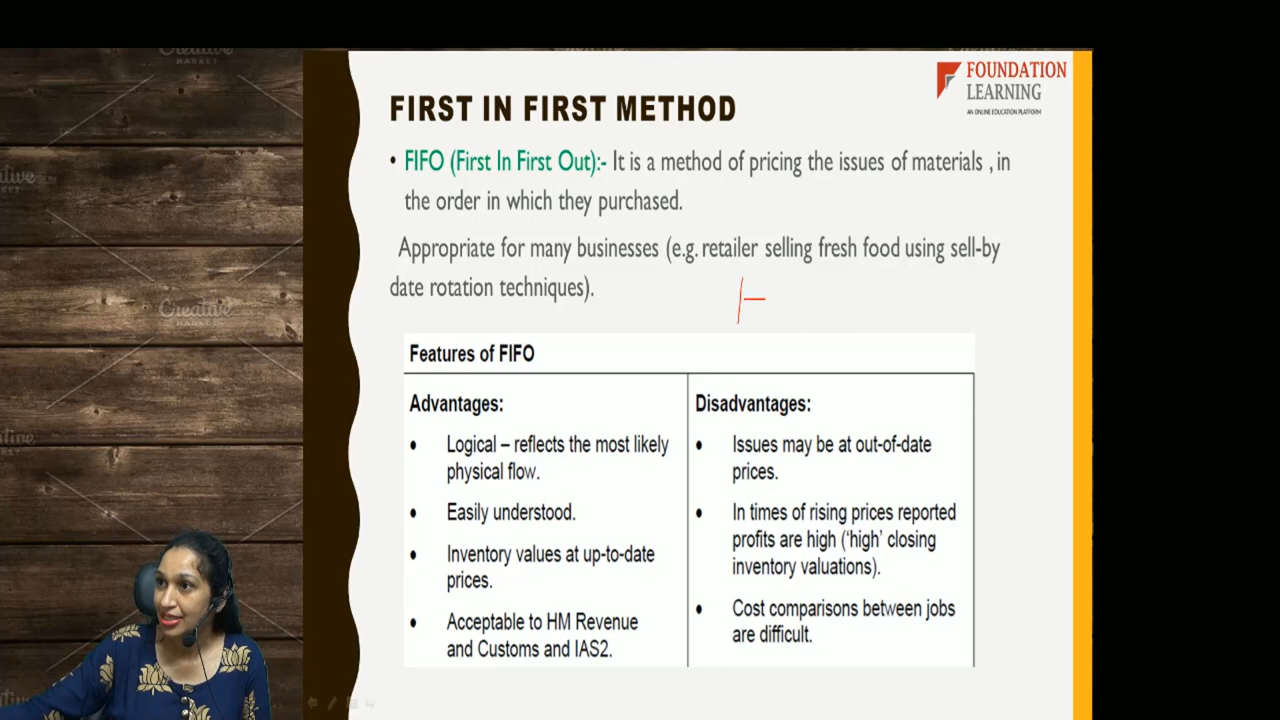 FOUNDATION
LEARNING
AN ONLINE EDUCATION PLATFORM
FIRST IN FIRST METHOD
• FIFO (First In First Out):- It is a method of pricing the issues of materials , in
the order in which they purchased.
Appropriate for many businesses (e.g. retailer selling fresh food using sell-by
date rotation techniques).
Features of FIFO
Advantages:
• Logical – reflects the most likely
physical flow.
• Easily understood.
• Inventory values at up-to-date
prices.
• Acceptable to HM Revenue
and Customs and IAS2.
Disadvantages:
• Issues may be at out-of-date
prices.
• In times of rising prices reported
profits are high (‘high’ closing
inventory valuations).
• Cost comparisons between jobs
are difficult.
Creative
MARKET
Creative